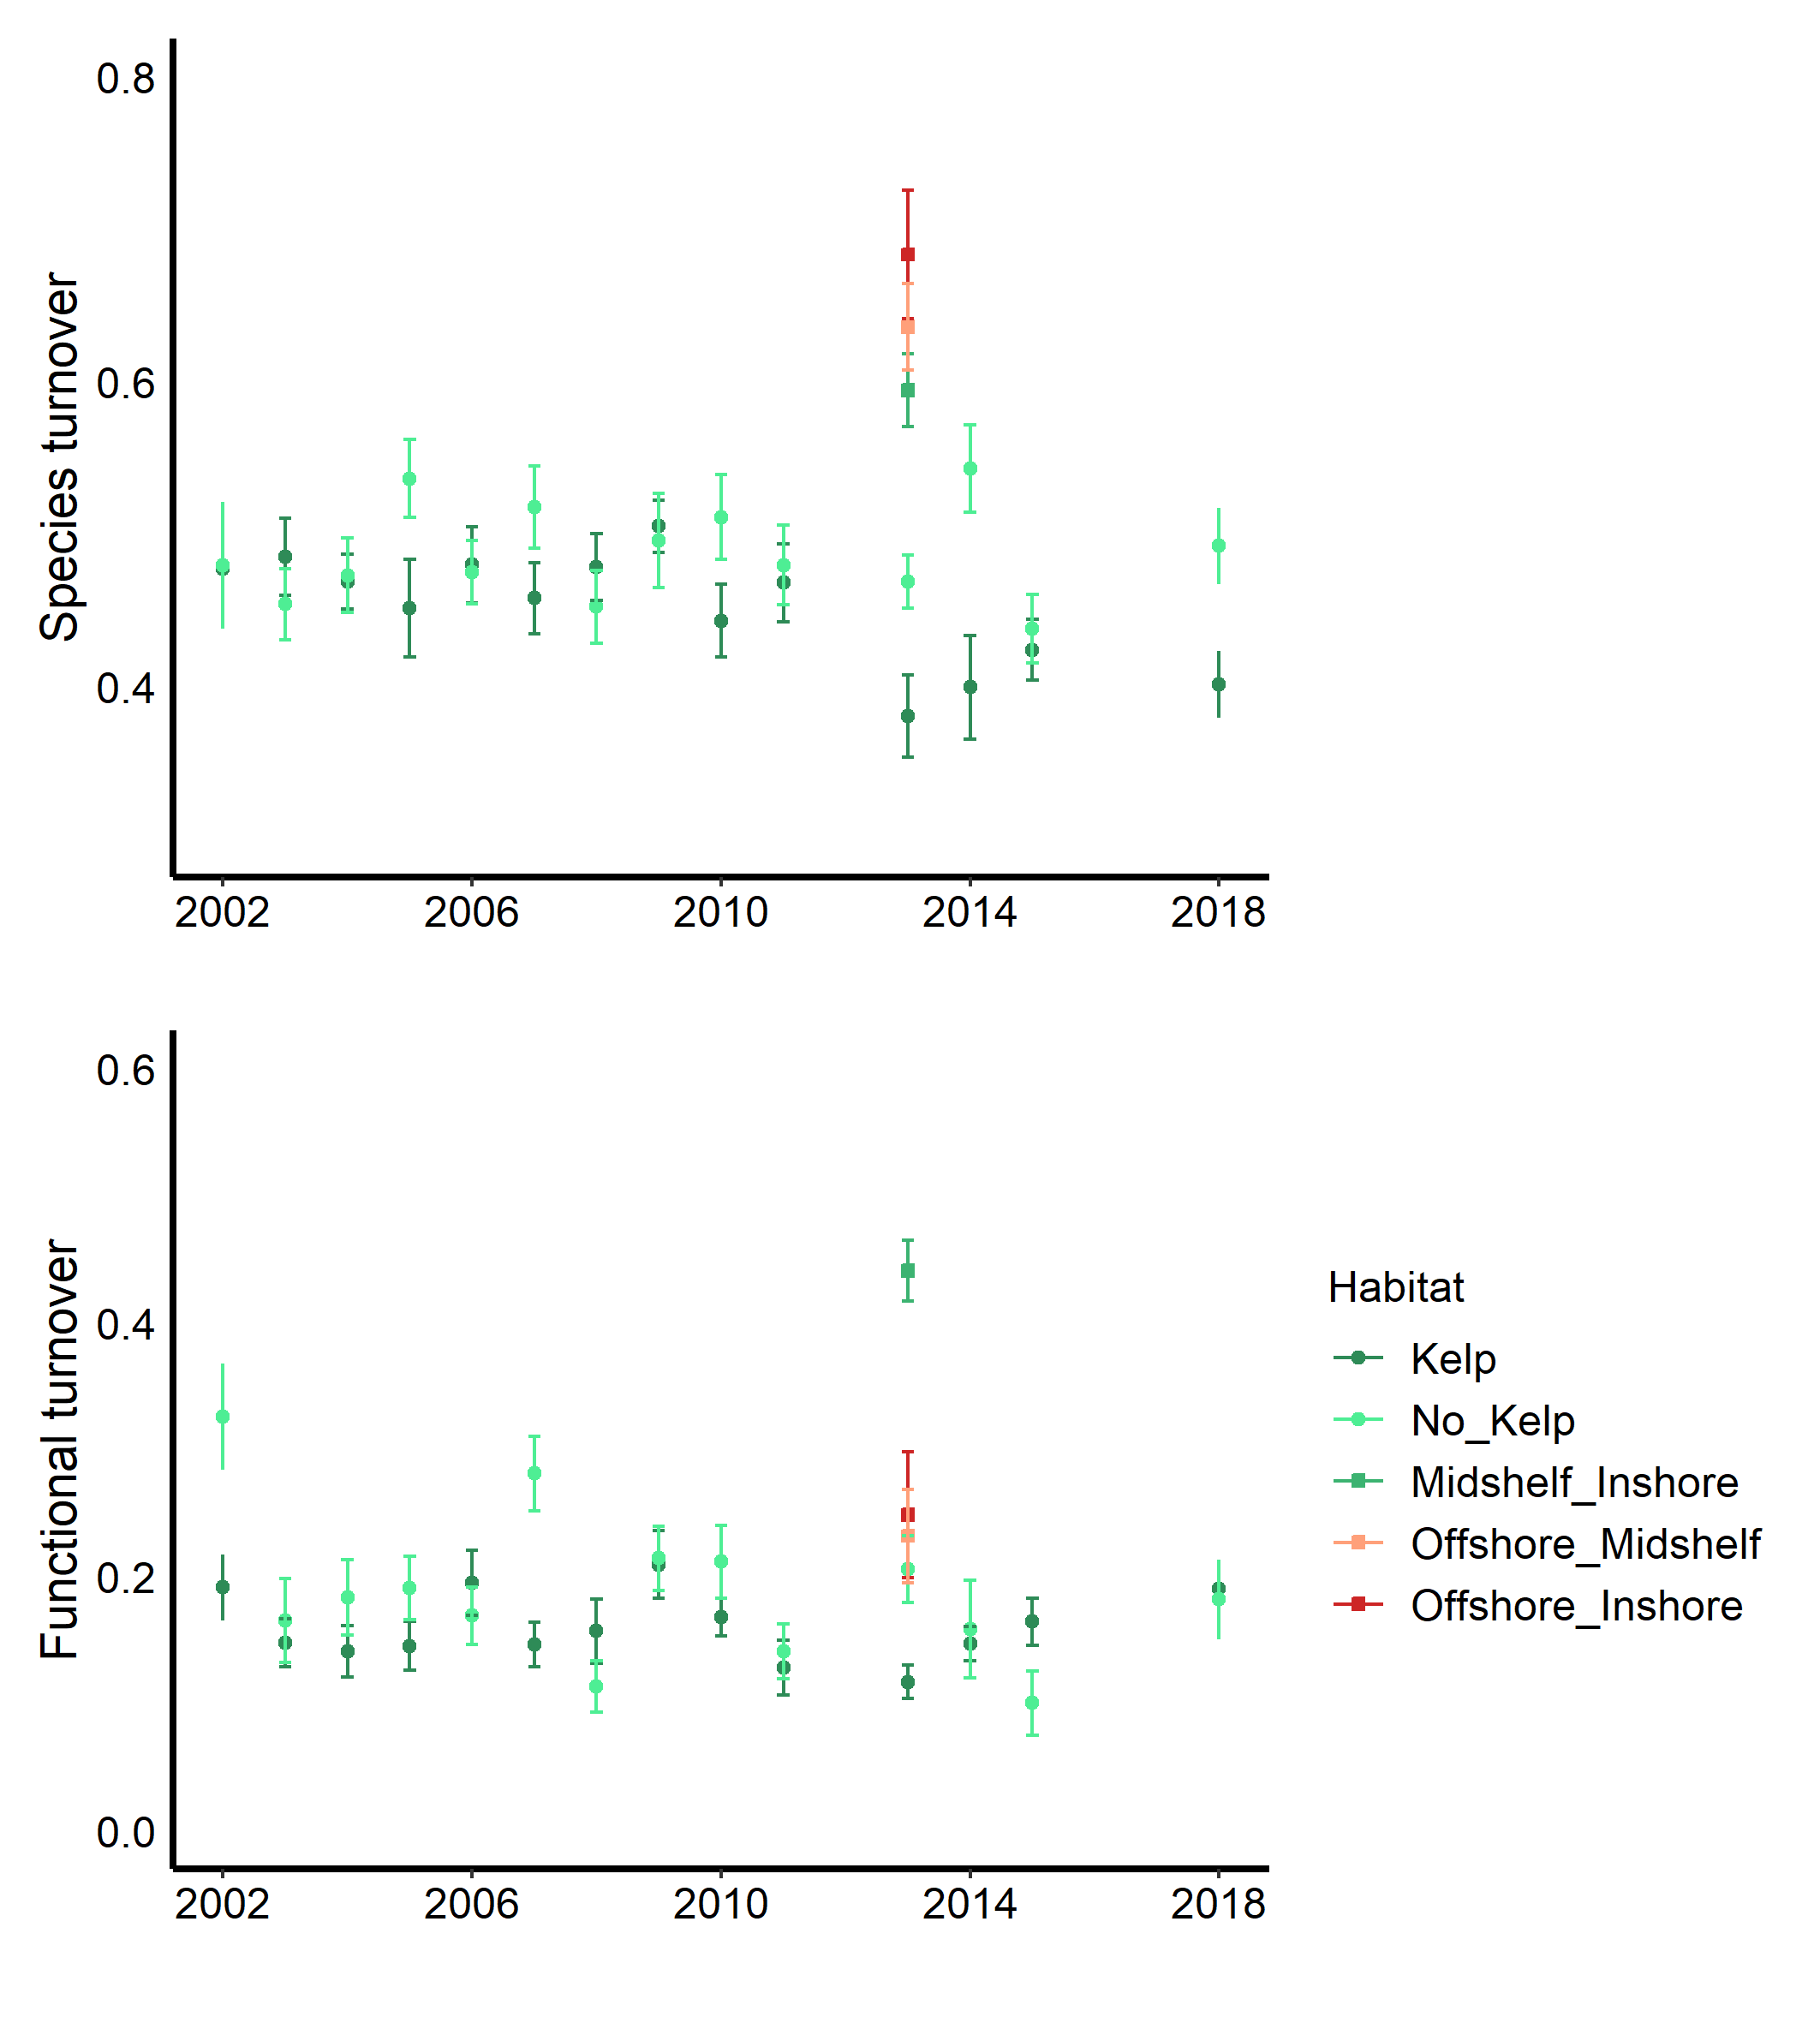 0.8
0.6
0.4
Species turnover
2002 2006 2010 2014 2018
0.6
0.4
0.2
0.0
Functional turnover
2002 2006 2010 2014 2018
Habitat
Kelp
No_Kelp
Midshelf_Inshore
Offshore_Midshelf
Offshore_Inshore